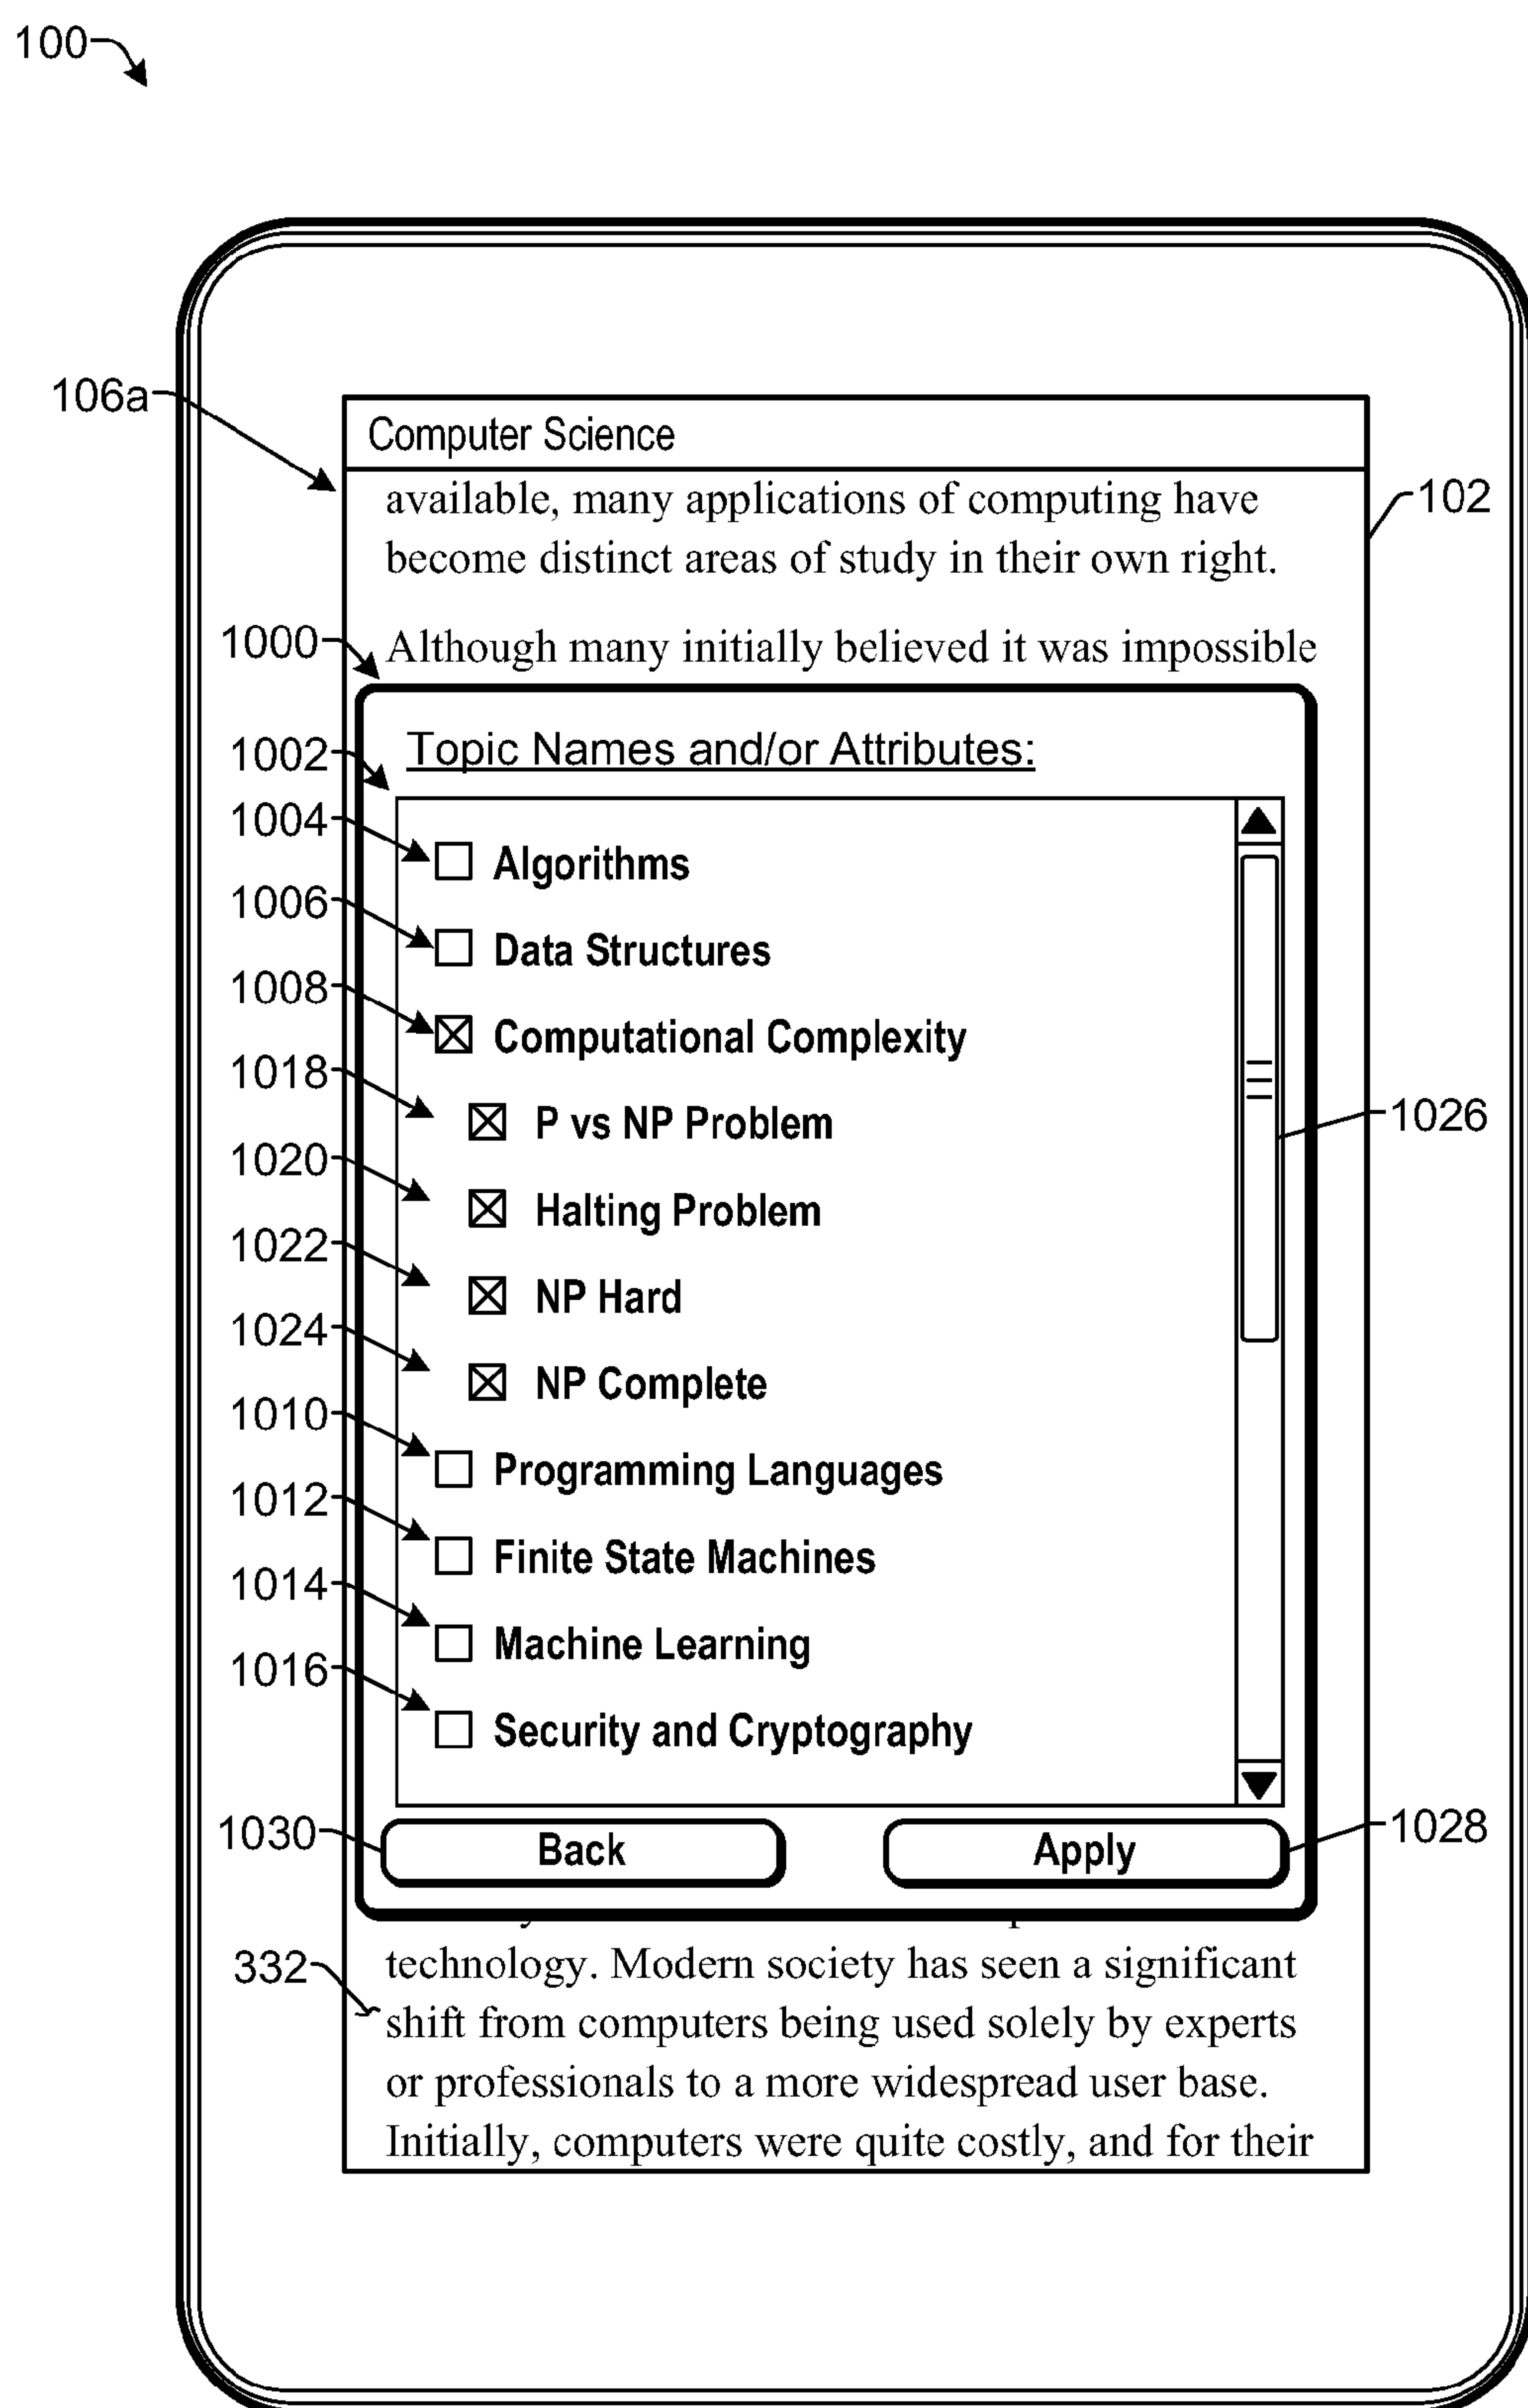 100
106a
Computer Science
available, many applications of computing have
102
become distinct areas of study in their own right.
1000
Although many initially believed it was impossible
1002
Topic Names and/or Attributes:
1004
Algorithms
1006
Data Structures
1008
Computational Complexity
1018
P vs NP Problem
1026
1020
Halting Problem
1022
NP Hard
1024
NP Complete
1010
Programming Languages
1012
Finite State Machines
1014
Machine Learning
1016
Security and Cryptography
1030
Back
Apply
1028
332
technology. Modern society has seen a significant
shift from computers being used solely by experts
or professionals to a more widespread user base.
Initially, computers were quite costly, and for their